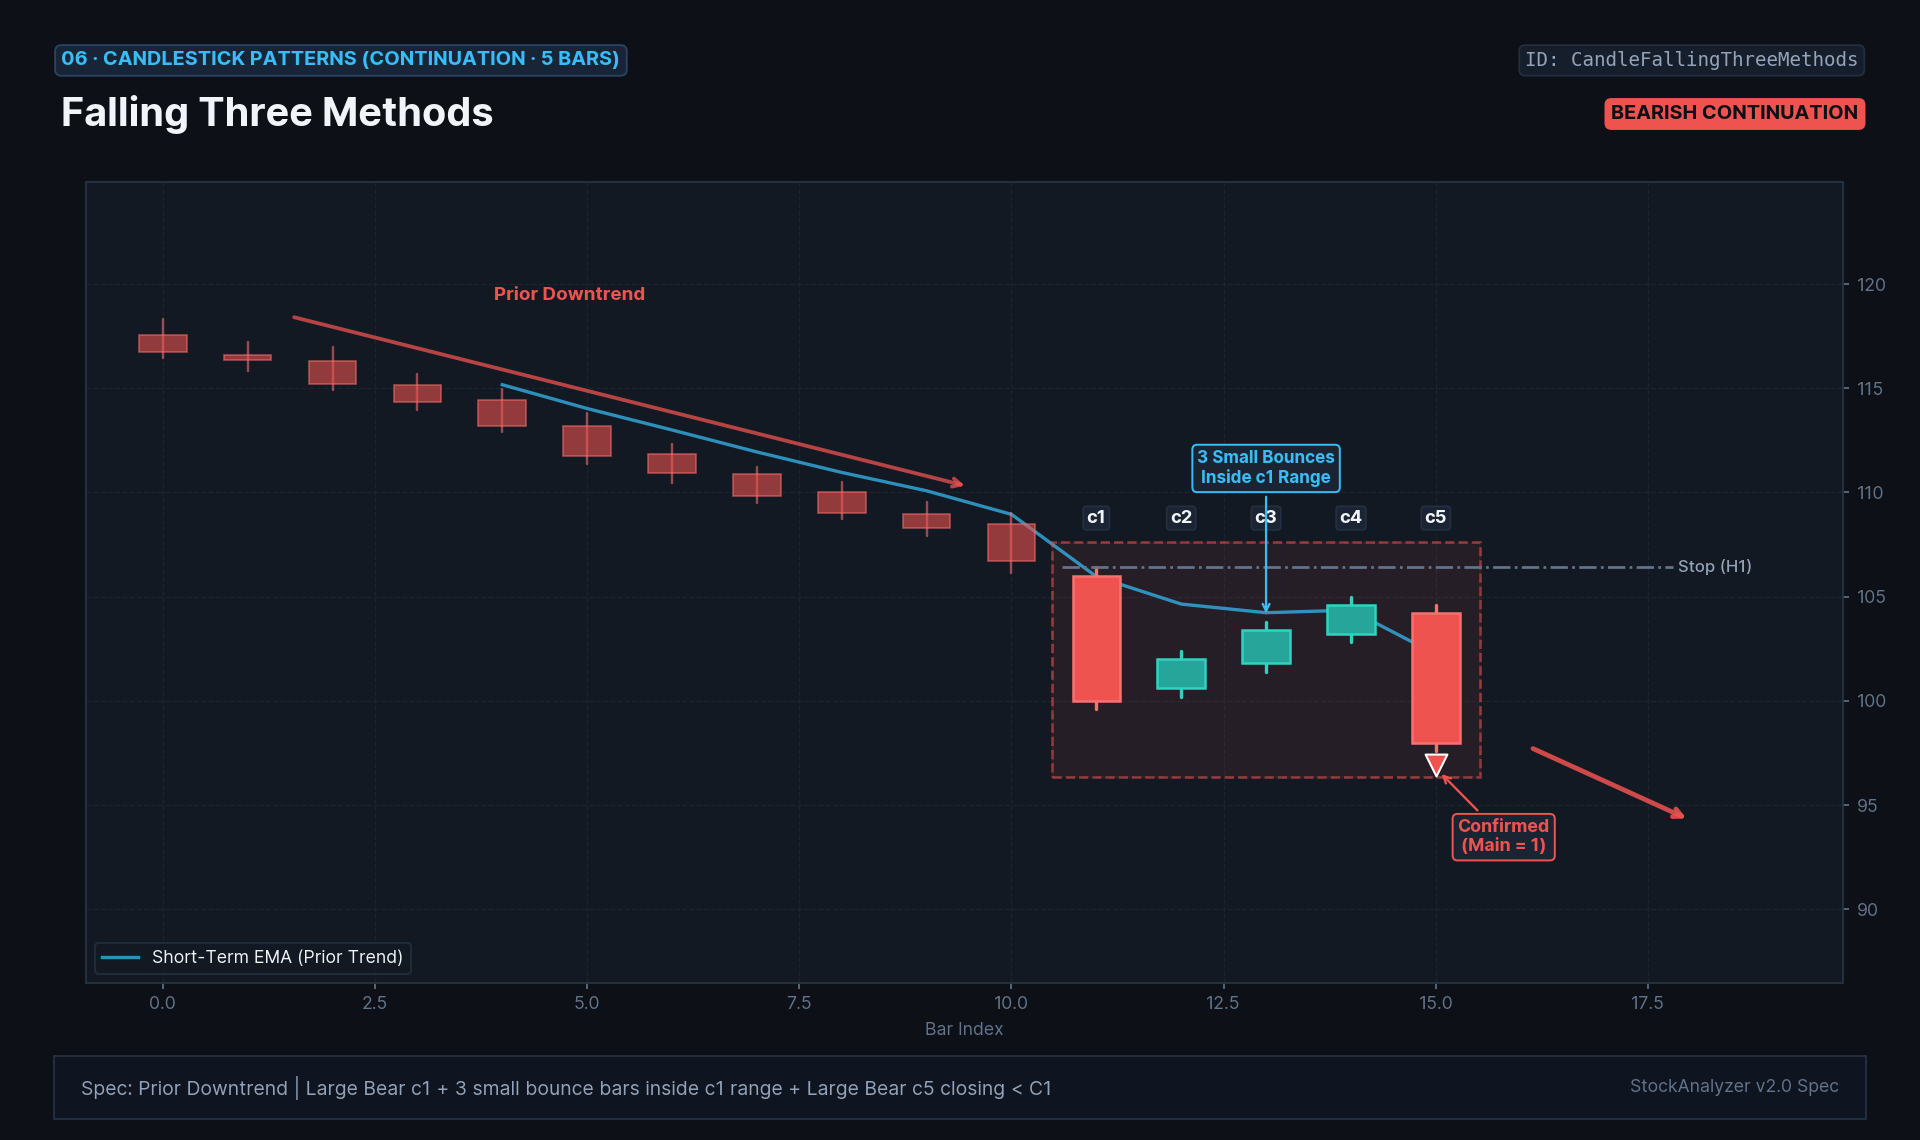 06 · CANDLESTICK PATTERNS (CONTINUATION · 5 BARS)
ID: CandleFallingThreeMethods
Falling Three Methods
BEARISH CONTINUATION
Prior Downtrend
3 Small Bounces
Inside c1 Range
c1 c2 c3 c4 c5
Stop (H1)
Confirmed
(Main = 1)
120
115
110
105
100
95
90
Short-Term EMA (Prior Trend)
0.0 2.5 5.0 7.5 10.0 12.5 15.0 17.5
Bar Index
Spec: Prior Downtrend | Large Bear c1 + 3 small bounce bars inside c1 range + Large Bear c5 closing < C1
StockAnalyzer v2.0 Spec